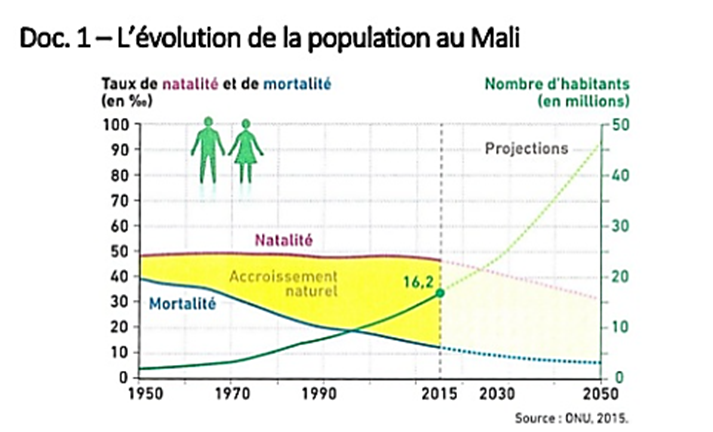 Doc. 1 – L'évolution de la population au Mali
Taux de natalité et de mortalité
(en ‰)
Nombre d'habitants
(en millions)
100
90
80
70
60
50
40
30
20
10
0
50
40
30
20
10
0
Projections
Natalité
Accroissement
naturel
16,2
Mortalité
1950
1970
1990
2015
2030
2050
Source : ONU, 2015.